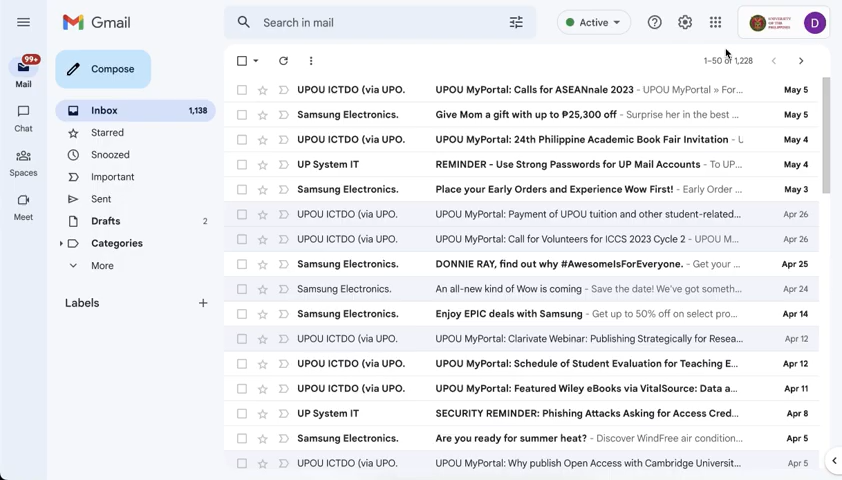 Gmail
Search in mail
Active
UNIVERSITY
OF THE
PHILIPPINES
D
99+
Mail
Chat
Spaces
Meet
Compose
Inbox 1,138
Starred
Snoozed
Important
Sent
Drafts 2
Categories
More
Labels
1–50 of 1,228
UPOU ICTDO (via UPO. UPOU MyPortal: Calls for ASEANnale 2023 - UPOU MyPortal » For... May 5
Samsung Electronics. Give Mom a gift with up to ₱25,300 off - Surprise her in the best ... May 5
UPOU ICTDO (via UPO. UPOU MyPortal: 24th Philippine Academic Book Fair Invitation - U May 4
UP System IT REMINDER - Use Strong Passwords for UP Mail Accounts - To UP... May 4
Samsung Electronics. Place your Early Orders and Experience Wow First! - Early Order ... May 3
UPOU ICTDO (via UPO. UPOU MyPortal: Payment of UPOU tuition and other student-related... Apr 26
UPOU ICTDO (via UPO. UPOU MyPortal: Call for Volunteers for ICCS 2023 Cycle 2 - UPOU M... Apr 26
Samsung Electronics. DONNIE RAY, find out why #AwesomeIsForEveryone. - Get your ... Apr 25
Samsung Electronics. An all-new kind of Wow is coming - Save the date! We've got someth... Apr 24
Samsung Electronics. Enjoy EPIC deals with Samsung - Get up to 50% off on select pro... Apr 14
UPOU ICTDO (via UPO. UPOU MyPortal: Clarivate Webinar: Publishing Strategically for Resea... Apr 12
UPOU ICTDO (via UPO. UPOU MyPortal: Schedule of Student Evaluation for Teaching E... Apr 12
UPOU ICTDO (via UPO. UPOU MyPortal: Featured Wiley eBooks via VitalSource: Data a... Apr 11
UP System IT SECURITY REMINDER: Phishing Attacks Asking for Access Cred... Apr 8
Samsung Electronics. Are you ready for summer heat? - Discover WindFree air condition... Apr 5
UPOU ICTDO (via UPO. UPOU MyPortal: Why publish Open Access with Cambridge Universit... Apr 5